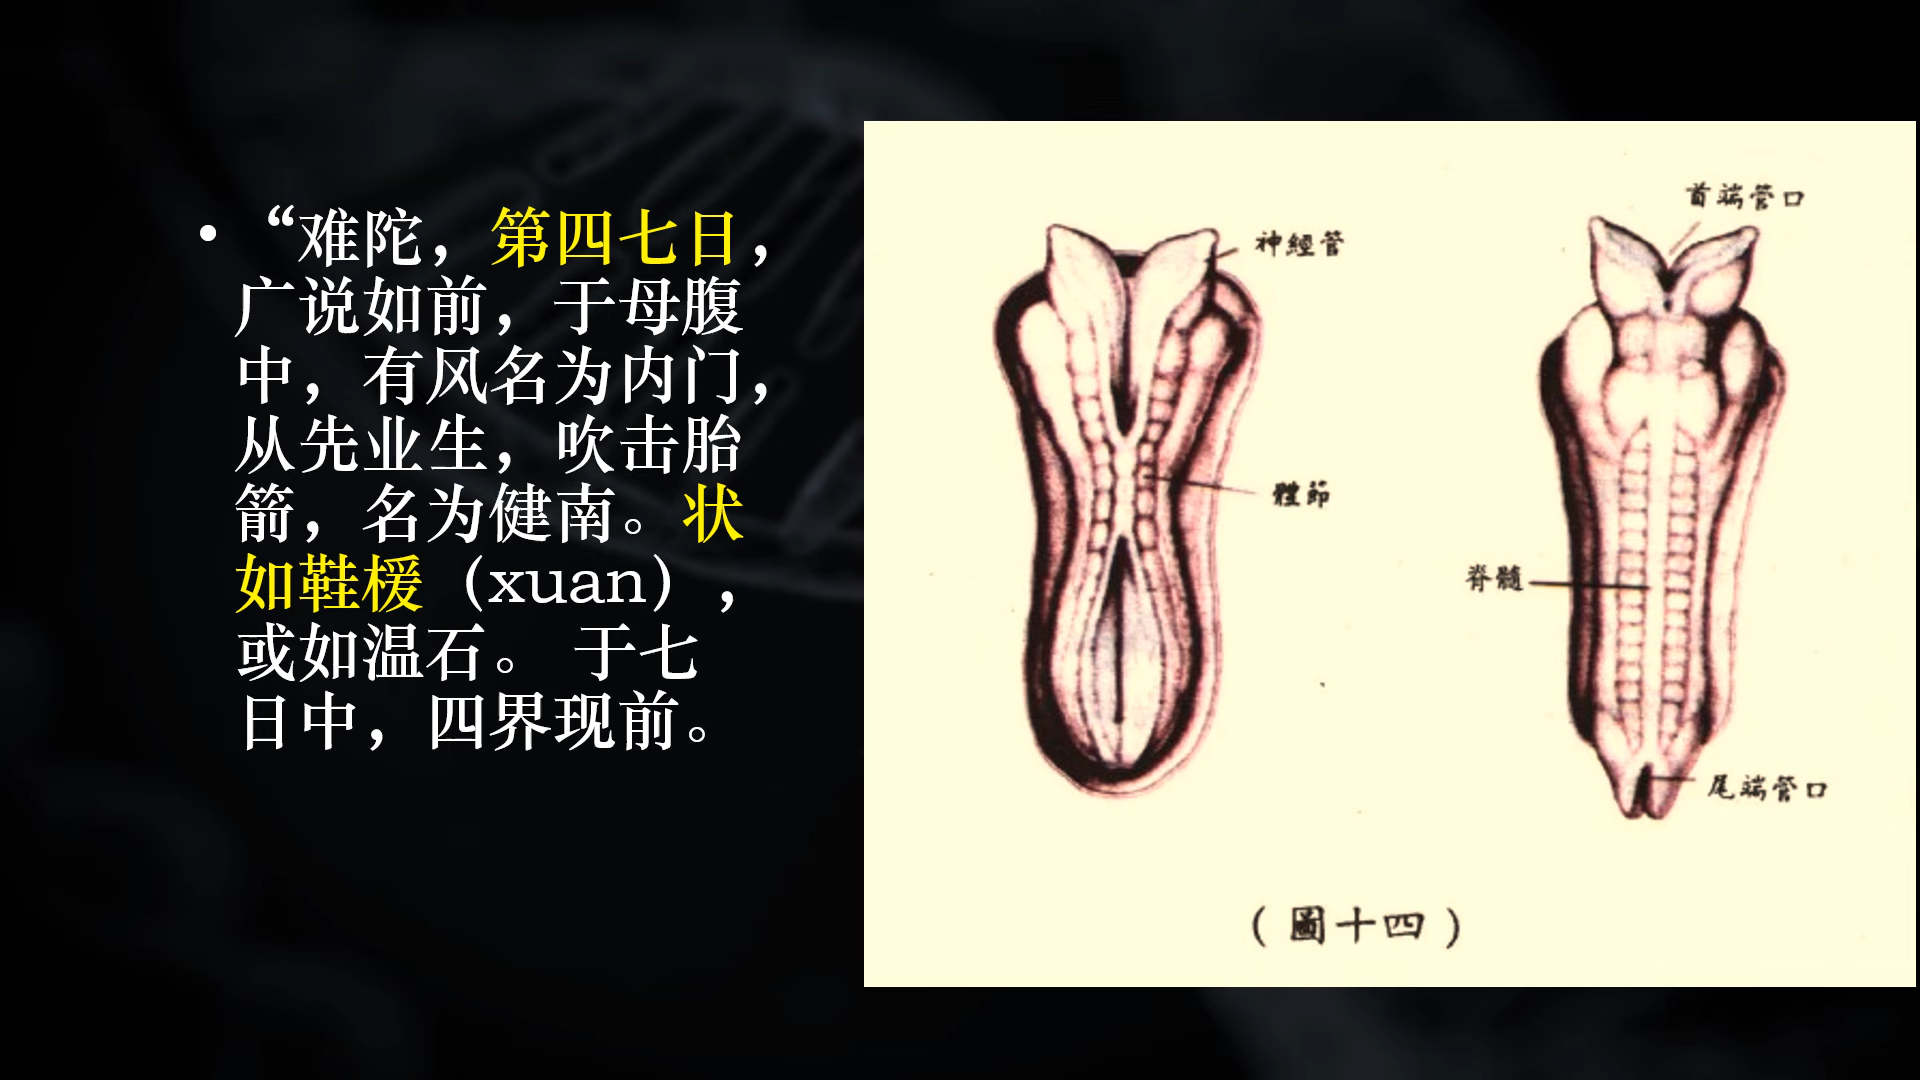 • “难陀，第四七日，
广说如前，于母腹
中，有风名为内门，
从先业生，吹击胎
箭，名为健南。状
如鞋楥（xuan），
或如温石。 于七
日中，四界现前。
神經管
體節
首端管口
脊髓
尾端管口
（圖十四）